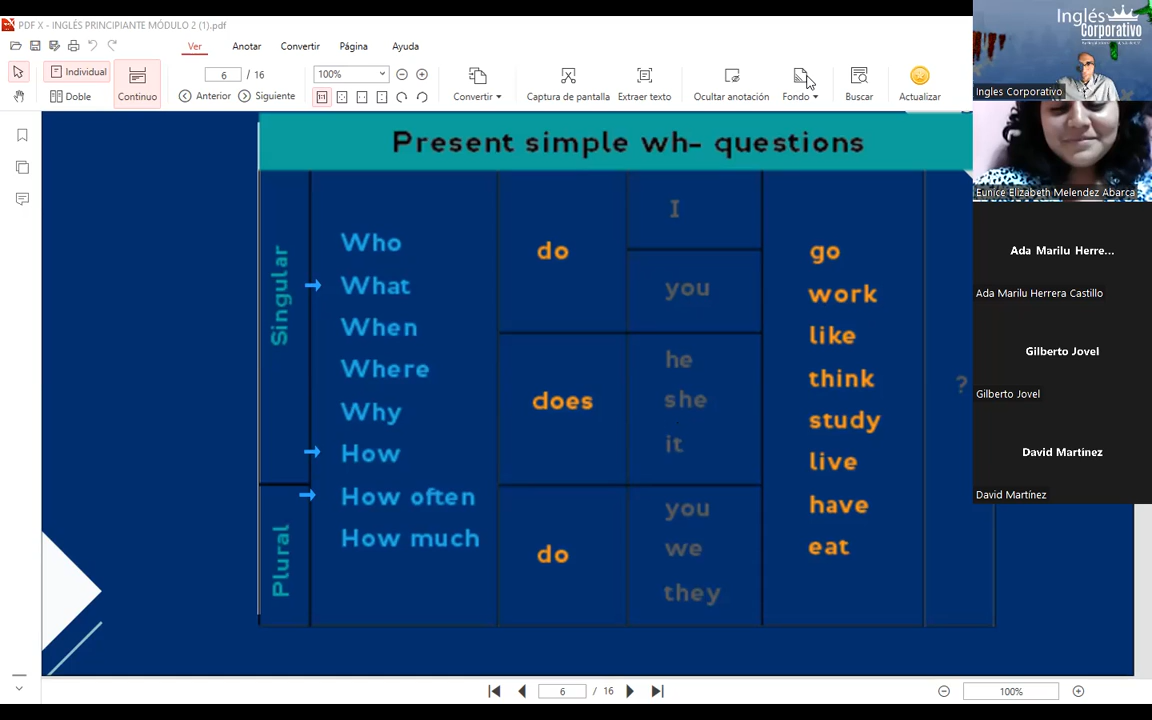 PDF X - INGLÉS PRINCIPIANTE MÓDULO 2 (1).pdf
Ver Anotar Convertir Página Ayuda
Individual
Doble
Continuo
6 / 16
Anterior Siguiente
100%
Convertir
Captura de pantalla
Extraer texto
Ocultar anotación
Fondo
Buscar
Actualizar
Inglés
Corporativo
Ingles Corporativo
Eunice Elizabeth Melendez Abarca
Ada Marilu Herre...
Ada Marilu Herrera Castillo
Gilberto Jovel
Gilberto Jovel
David Martinez
David Martínez
Present simple wh- questions
Singular
Plural
Who
What
When
Where
Why
How
How often
How much
do
does
do
I
you
he
she
it
you
we
they
go
work
like
think
study
live
have
eat
?
6 / 16
100%